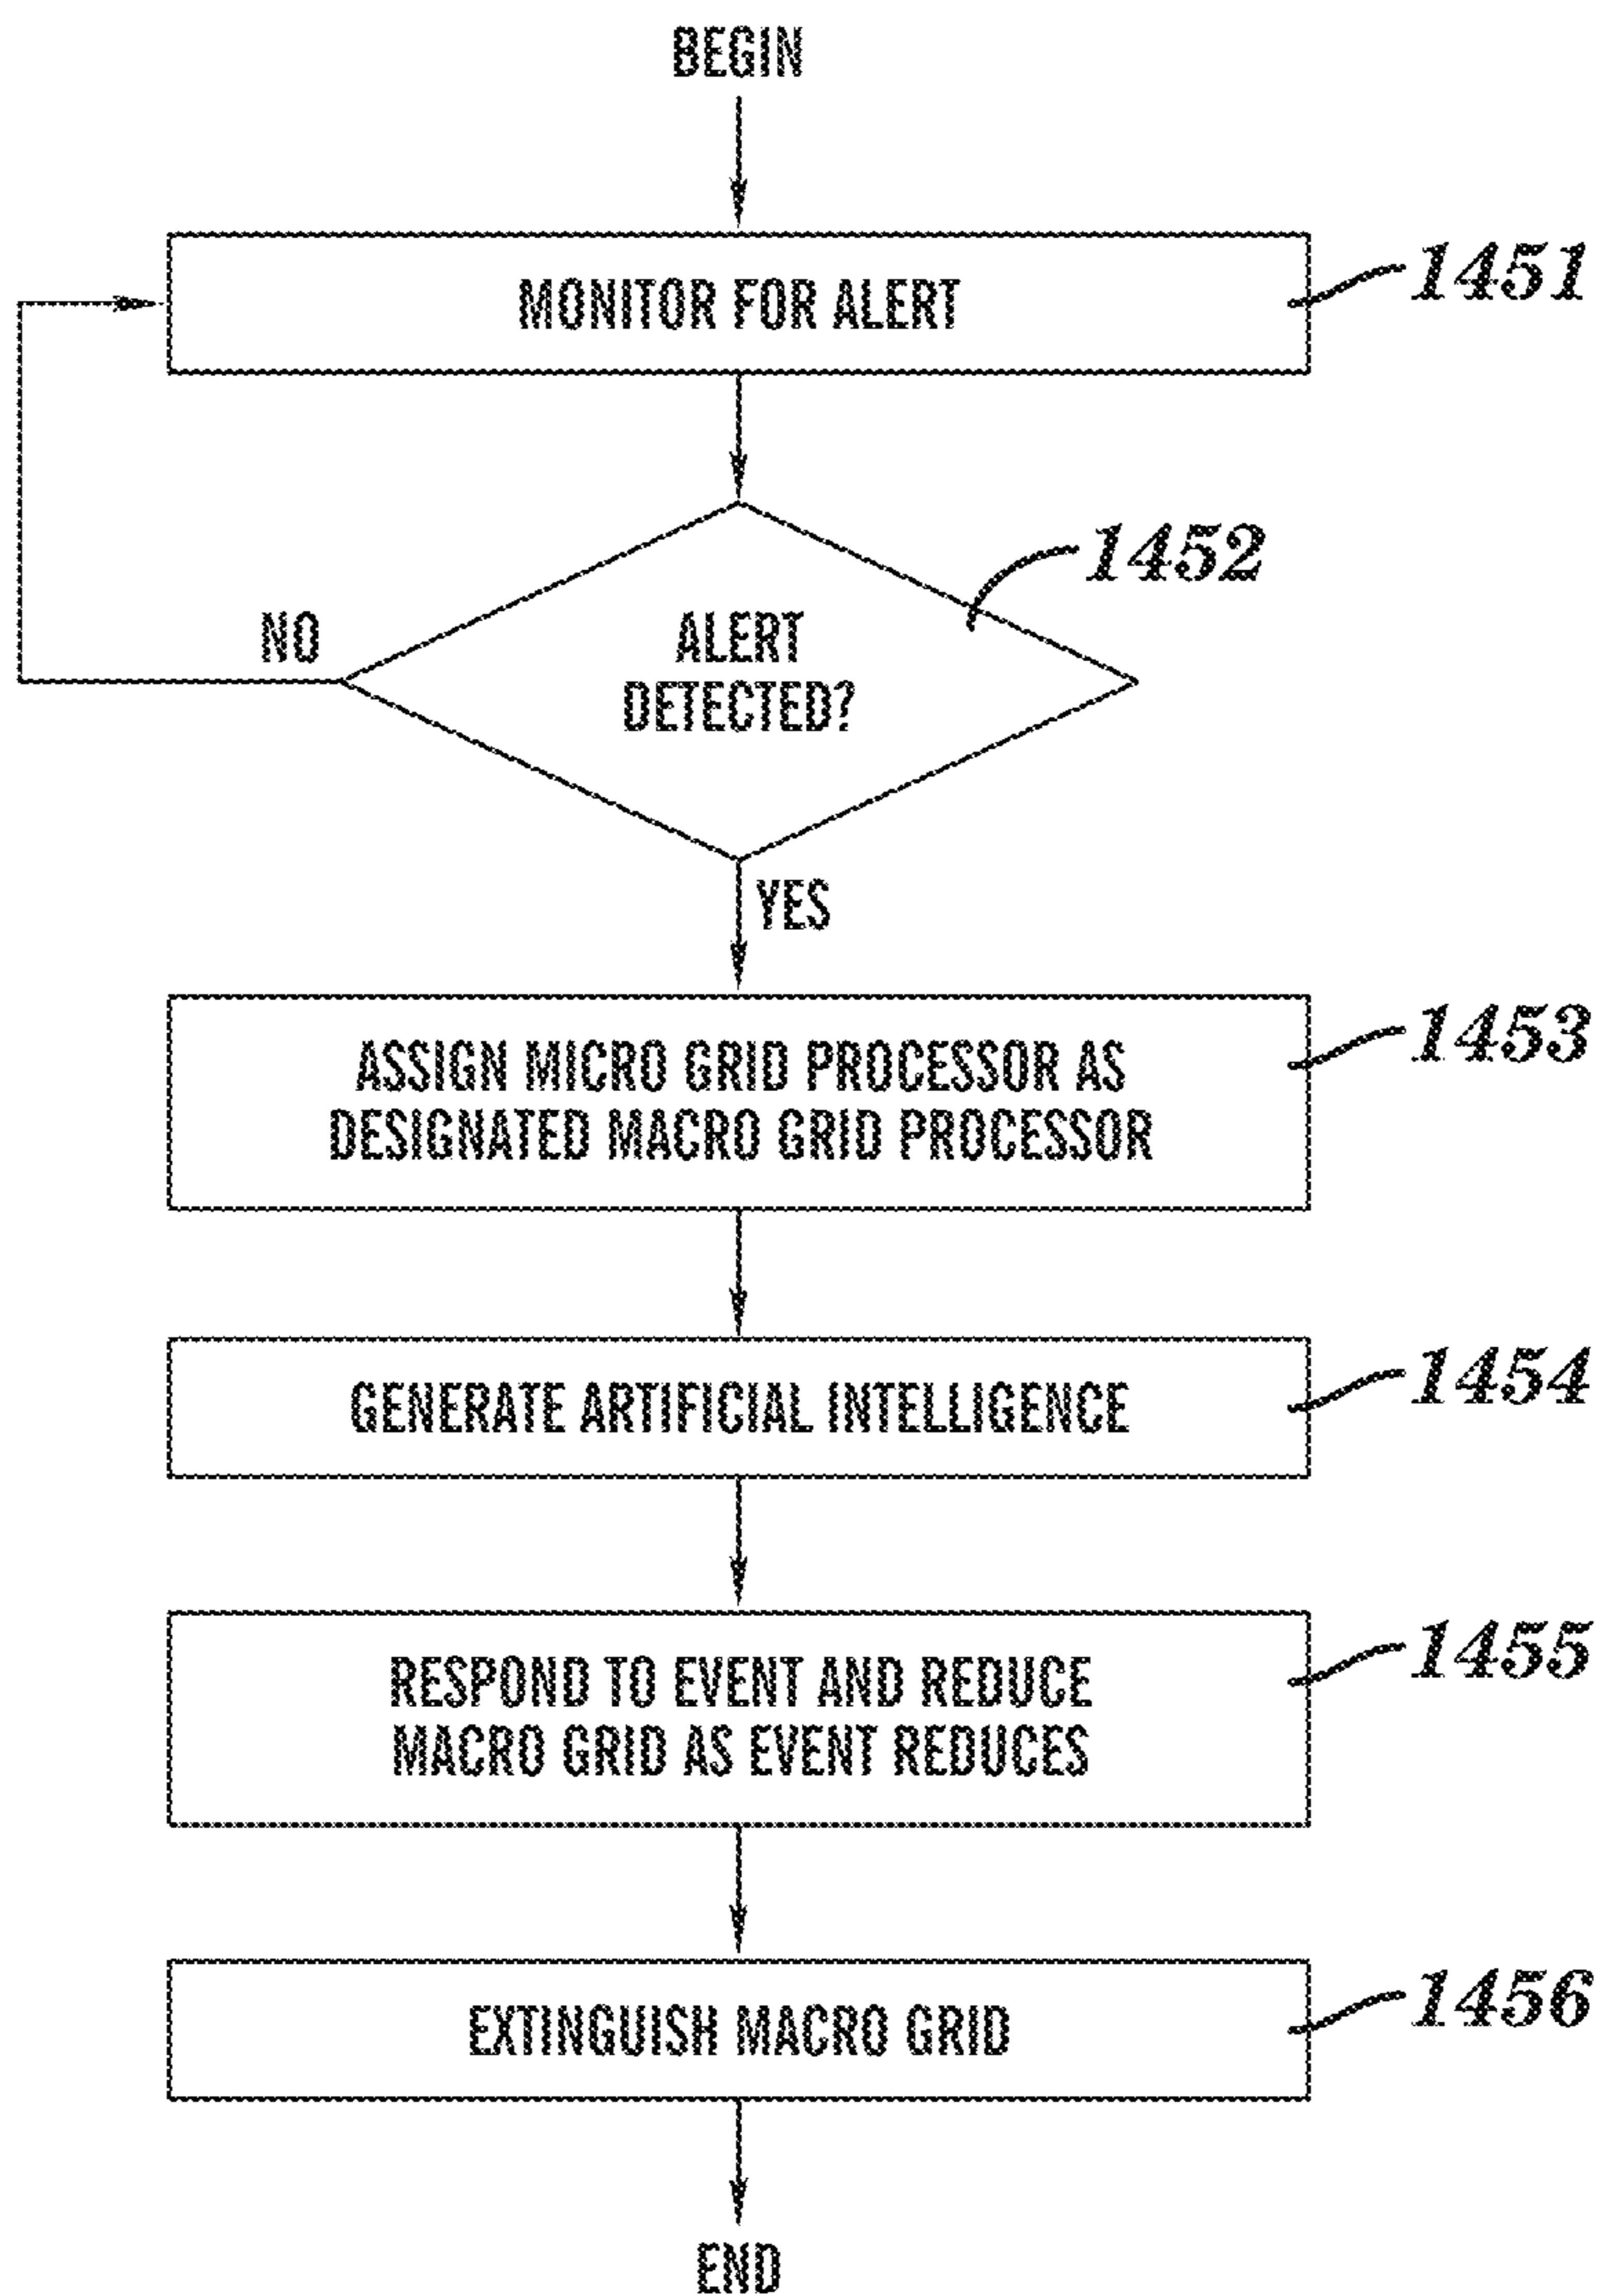 BEGIN
MONITOR FOR ALERT
1451
ALERT
DETECTED?
1452
NO
YES
ASSIGN MICRO GRID PROCESSOR AS
DESIGNATED MACRO GRID PROCESSOR
1453
GENERATE ARTIFICIAL INTELLIGENCE
1454
RESPOND TO EVENT AND REDUCE
MACRO GRID AS EVENT REDUCES
1455
EXTINGUISH MACRO GRID
1456
END